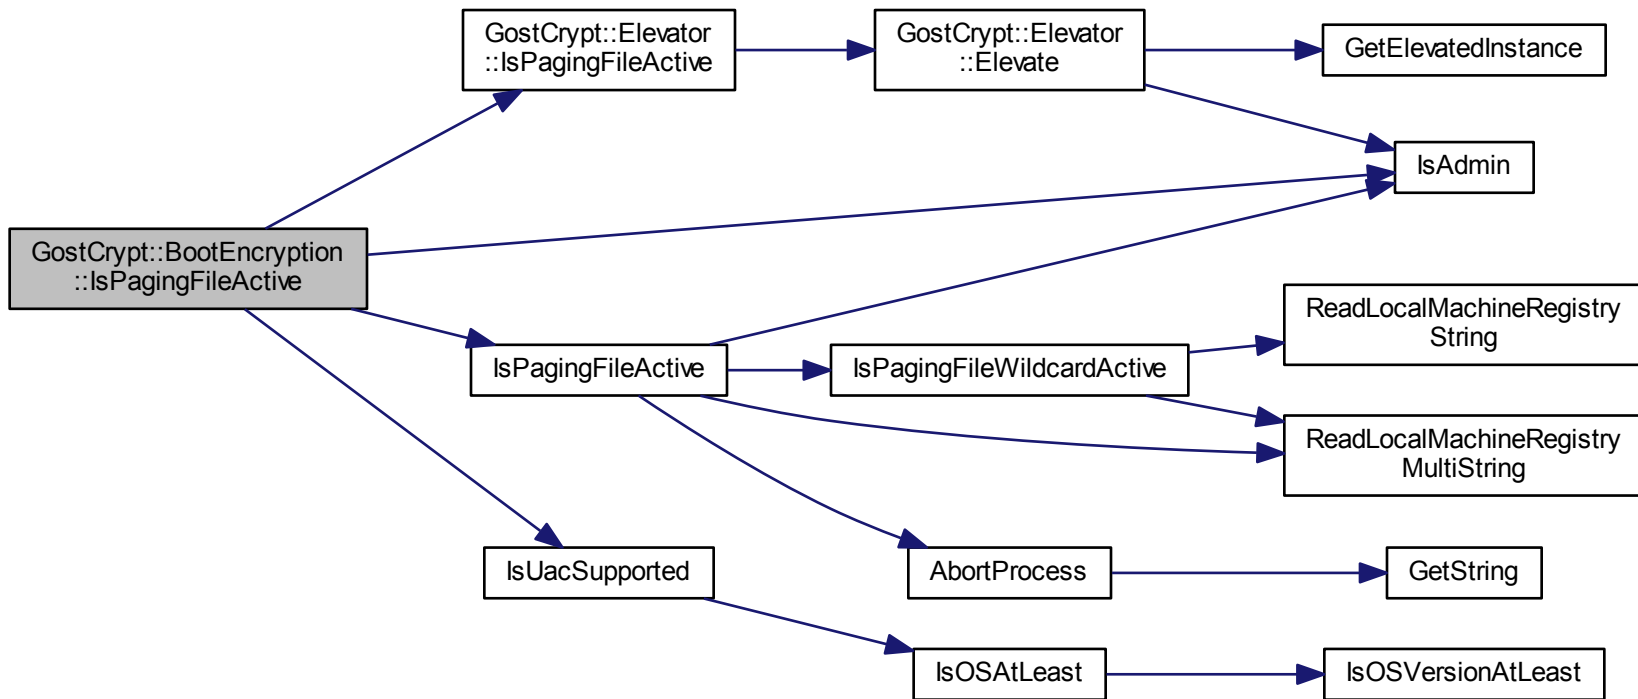 GostCrypt::Elevator
::IsPagingFileActive
GostCrypt::Elevator
::Elevate
GetElevatedInstance
IsAdmin
GostCrypt::BootEncryption
::IsPagingFileActive
ReadLocalMachineRegistry
String
IsPagingFileActive
IsPagingFileWildcardActive
ReadLocalMachineRegistry
MultiString
IsUacSupported
AbortProcess
GetString
IsOSAtLeast
IsOSVersionAtLeast